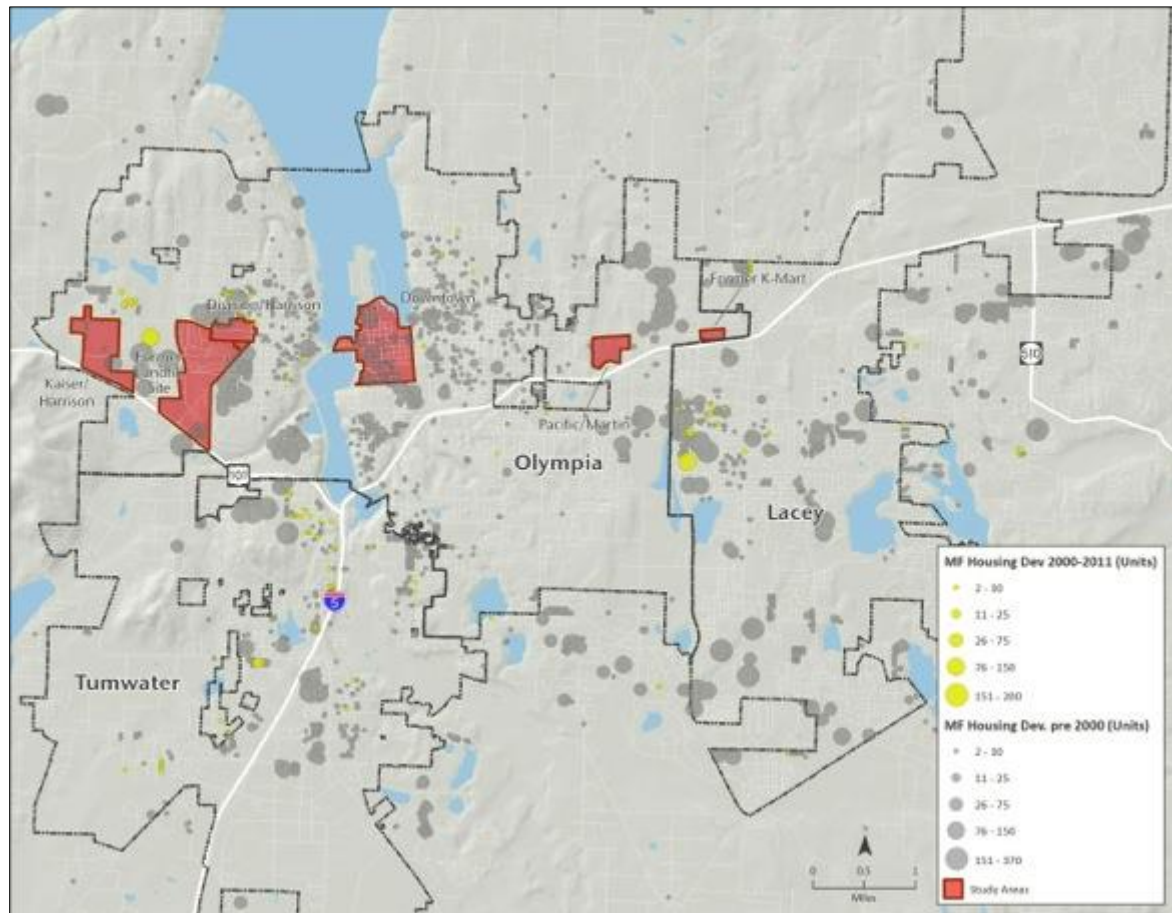 Former K-Mart
Division/Harrison
Downtown
Kaiser/
Harrison
Site
Pacific/Martin
Olympia
101
Lacey
510
5
Tumwater
MF Housing Dev 2000-2011 (Units)
2 - 10
11 - 25
26 - 75
76 - 150
151 - 280
MF Housing Dev. pre 2000 (Units)
2 - 10
11 - 25
26 - 75
76 - 150
151 - 370
Study Areas
0
0.5
1
Miles